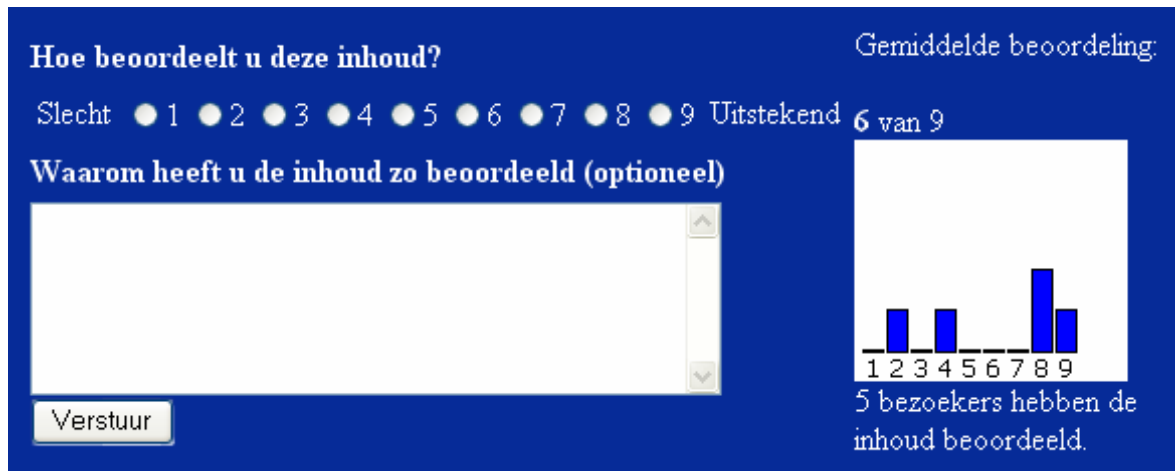 Hoe beoordeelt u deze inhoud?
Slecht 1 2 3 4 5 6 7 8 9 Uitstekend
Waarom heeft u de inhoud zo beoordeeld (optioneel)
Verstuur
Gemiddelde beoordeling:
6 van 9
1 2 3 4 5 6 7 8 9
5 bezoekers hebben de
inhoud beoordeeld.